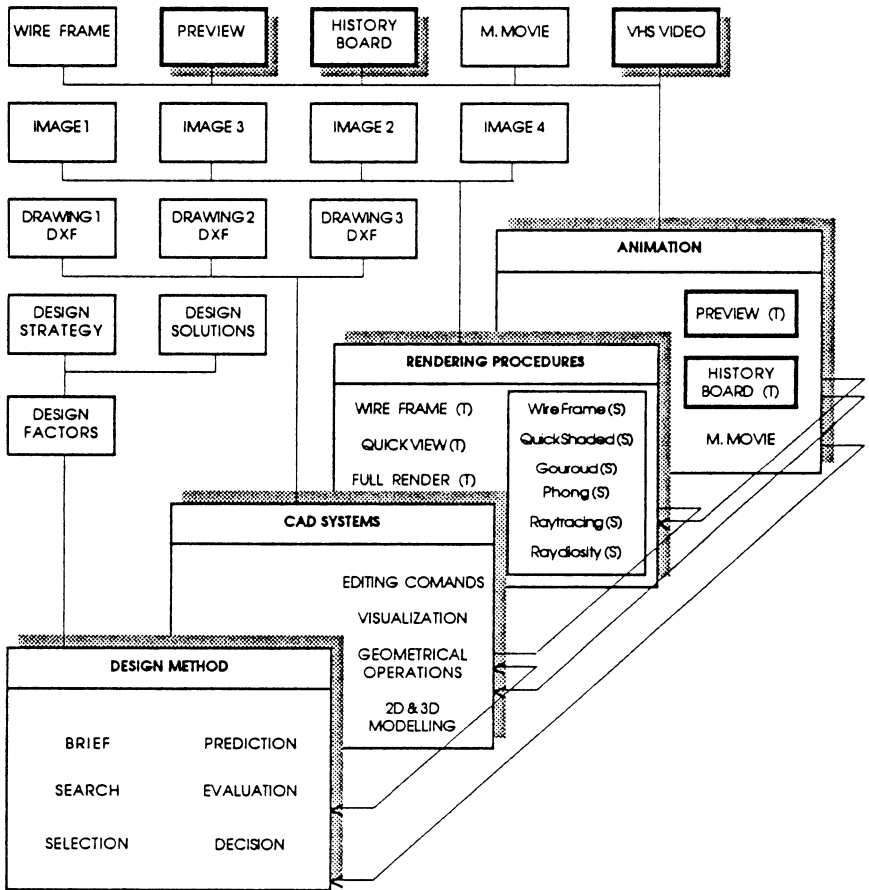 WIRE FRAME
PREVIEW
HISTORY
BOARD
M. MOVIE
VHS VIDEO
IMAGE 1
IMAGE 3
IMAGE 2
IMAGE 4
DRAWING 1
DXF
DRAWING 2
DXF
DRAWING 3
DXF
DESIGN
STRATEGY
DESIGN
SOLUTIONS
DESIGN
FACTORS
ANIMATION
PREVIEW (T)
HISTORY
BOARD (T)
M. MOVIE
RENDERING PROCEDURES
WIRE FRAME (T)
QUICKVIEW (T)
FULL RENDER (T)
WireFrame (S)
QuickShaded (S)
Gouroud (S)
Phong (S)
Raytracing (S)
Raydiosity (S)
CAD SYSTEMS
EDITING COMANDS
VISUALIZATION
GEOMETRICAL
OPERATIONS
2D & 3D
MODELLING
DESIGN METHOD
BRIEF
PREDICTION
SEARCH
EVALUATION
SELECTION
DECISION